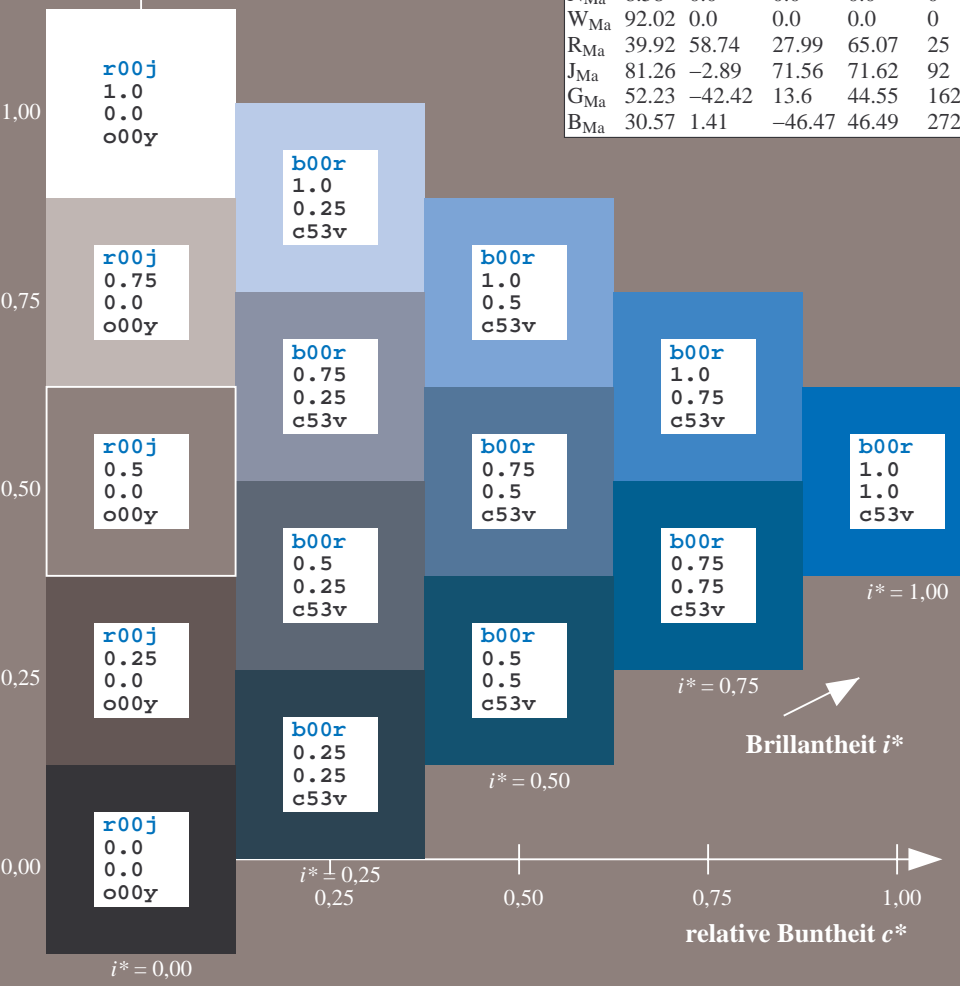 W_Ma 92.02 0.0 0.0 0.0 0
R_Ma 39.92 58.74 27.99 65.07 25
J_Ma 81.26 –2.89 71.56 71.62 92
G_Ma 52.23 –42.42 13.6 44.55 162
B_Ma 30.57 1.41 –46.47 46.49 272
1,00
0,75
0,50
0,25
0,00
r00j
1.0
0.0
o00y
r00j
0.75
0.0
o00y
r00j
0.5
0.0
o00y
r00j
0.25
0.0
o00y
r00j
0.0
0.0
o00y
i* = 0,00
b00r
1.0
0.25
c53v
b00r
0.75
0.25
c53v
b00r
0.5
0.25
c53v
b00r
0.25
0.25
c53v
i* = 0,25
b00r
1.0
0.5
c53v
b00r
0.75
0.5
c53v
b00r
0.5
0.5
c53v
i* = 0,50
b00r
1.0
0.75
c53v
b00r
0.75
0.75
c53v
i* = 0,75
b00r
1.0
1.0
c53v
i* = 1,00
Brillantheit i*
0,25 0,50 0,75 1,00
relative Buntheit c*